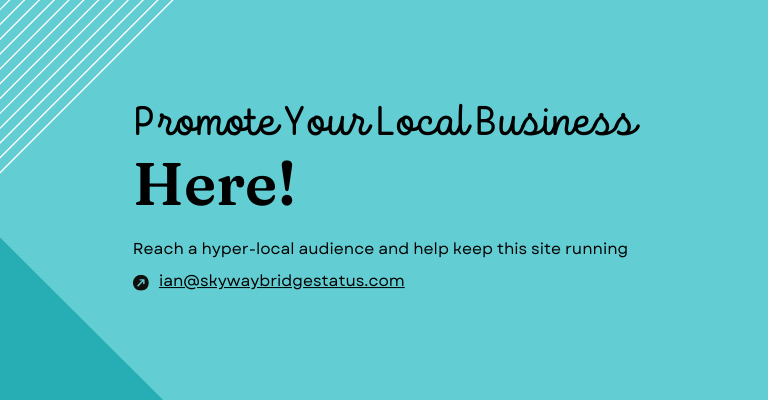 Promote Your Local Business
Here!
Reach a hyper-local audience and help keep this site running
ian@skywaybridgestatus.com